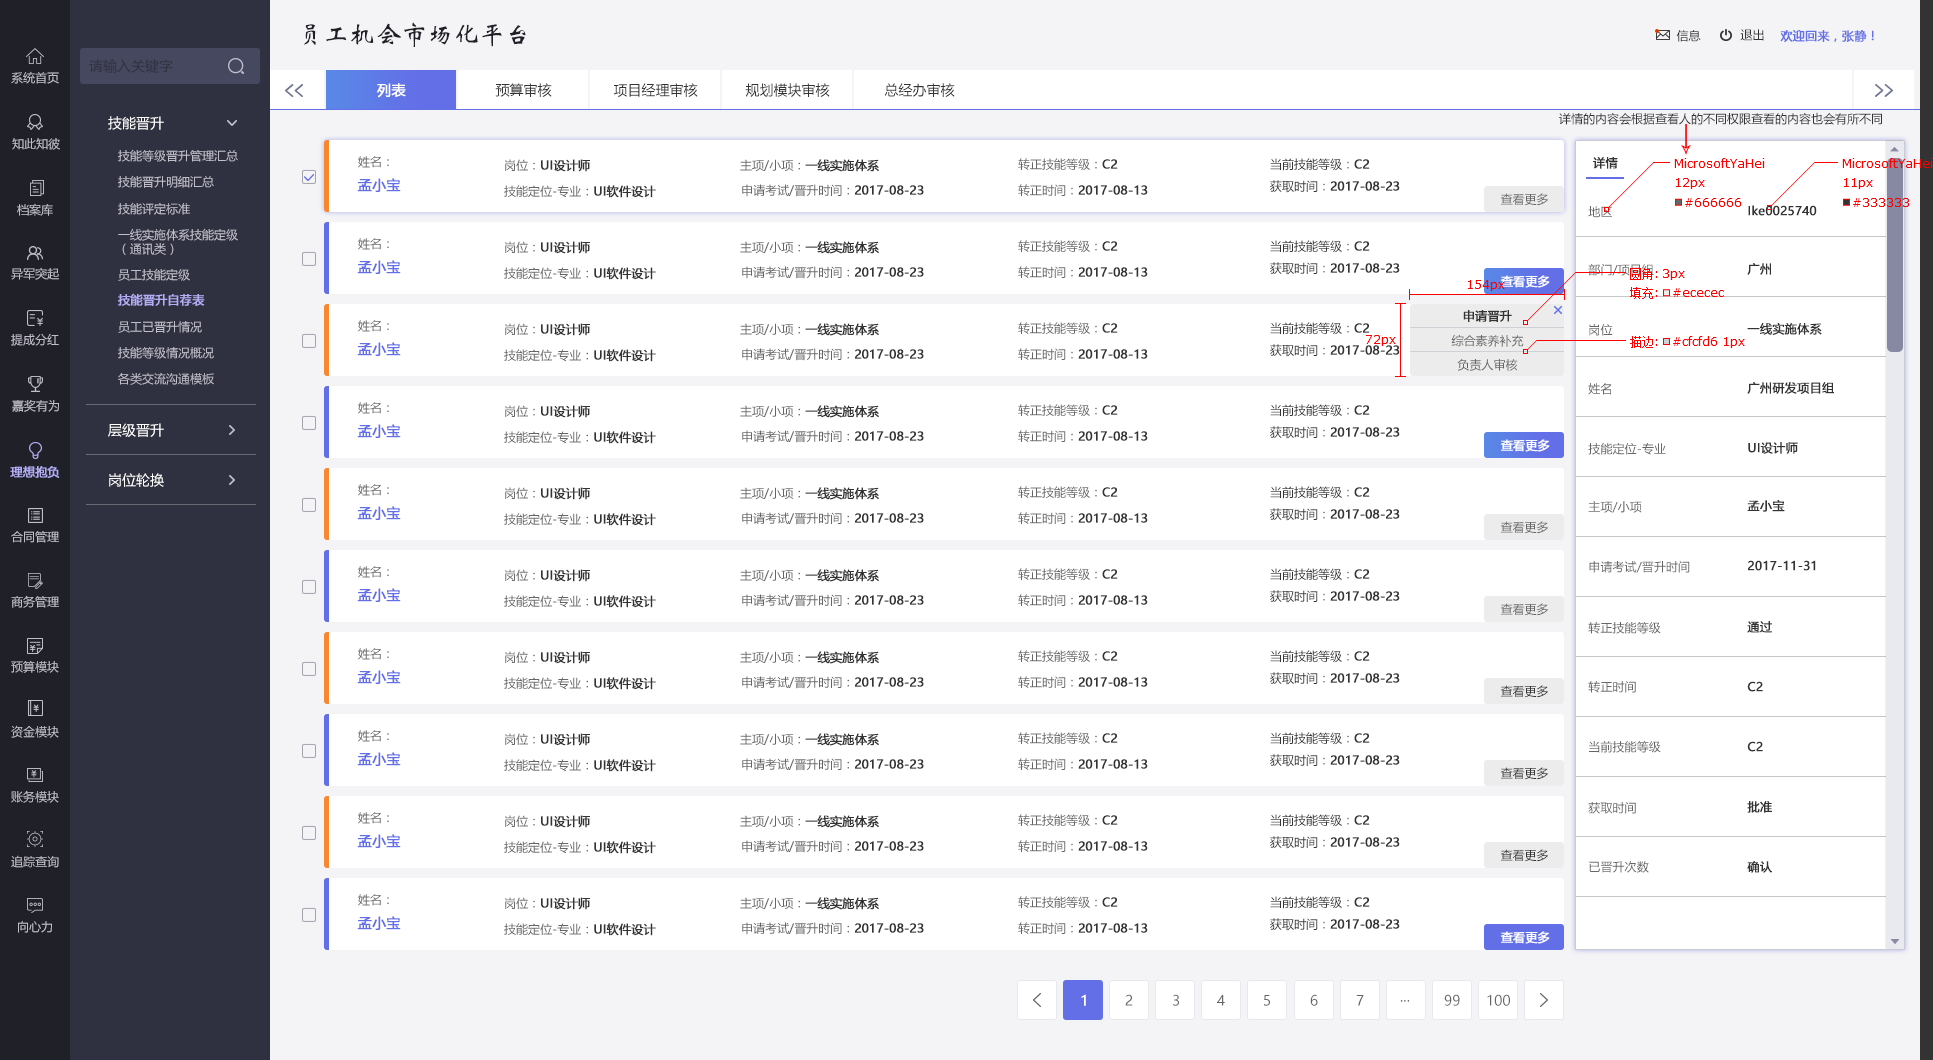 员工机会市场化平台
信息
退出
欢迎回来，张静！
系统首页
知此知彼
档案库
异军突起
提成分红
嘉奖有为
理想抱负
合同管理
商务管理
预算模块
资金模块
账务模块
追踪查询
向心力
请输入关键字
技能晋升
技能等级晋升管理汇总
技能晋升明细汇总
技能评定标准
一线实施体系技能定级
（通讯类）
员工技能定级
技能晋升自荐表
员工已晋升情况
技能等级情况概况
各类交流沟通模板
层级晋升
岗位轮换
列表 预算审核 项目经理审核 规划模块审核 总经办审核
详情的内容会根据查看人的不同权限查看的内容也会有所不同
姓名： 岗位：UI设计师 主项/小项：一线实施体系 转正技能等级：C2 当前技能等级：C2
孟小宝 技能定位-专业：UI软件设计 申请考试/晋升时间：2017-08-23 转正时间：2017-08-13 获取时间：2017-08-23
查看更多
姓名： 岗位：UI设计师 主项/小项：一线实施体系 转正技能等级：C2 当前技能等级：C2
孟小宝 技能定位-专业：UI软件设计 申请考试/晋升时间：2017-08-23 转正时间：2017-08-13 获取时间：2017-08-23
查看更多
154px
姓名： 岗位：UI设计师 主项/小项：一线实施体系 转正技能等级：C2 当前技能等级：C2
孟小宝 技能定位-专业：UI软件设计 申请考试/晋升时间：2017-08-23 转正时间：2017-08-13 获取时间：2017-08-23
72px
申请晋升
综合素养补充
负责人审核
姓名： 岗位：UI设计师 主项/小项：一线实施体系 转正技能等级：C2 当前技能等级：C2
孟小宝 技能定位-专业：UI软件设计 申请考试/晋升时间：2017-08-23 转正时间：2017-08-13 获取时间：2017-08-23
查看更多
姓名： 岗位：UI设计师 主项/小项：一线实施体系 转正技能等级：C2 当前技能等级：C2
孟小宝 技能定位-专业：UI软件设计 申请考试/晋升时间：2017-08-23 转正时间：2017-08-13 获取时间：2017-08-23
查看更多
姓名： 岗位：UI设计师 主项/小项：一线实施体系 转正技能等级：C2 当前技能等级：C2
孟小宝 技能定位-专业：UI软件设计 申请考试/晋升时间：2017-08-23 转正时间：2017-08-13 获取时间：2017-08-23
查看更多
姓名： 岗位：UI设计师 主项/小项：一线实施体系 转正技能等级：C2 当前技能等级：C2
孟小宝 技能定位-专业：UI软件设计 申请考试/晋升时间：2017-08-23 转正时间：2017-08-13 获取时间：2017-08-23
查看更多
姓名： 岗位：UI设计师 主项/小项：一线实施体系 转正技能等级：C2 当前技能等级：C2
孟小宝 技能定位-专业：UI软件设计 申请考试/晋升时间：2017-08-23 转正时间：2017-08-13 获取时间：2017-08-23
查看更多
姓名： 岗位：UI设计师 主项/小项：一线实施体系 转正技能等级：C2 当前技能等级：C2
孟小宝 技能定位-专业：UI软件设计 申请考试/晋升时间：2017-08-23 转正时间：2017-08-13 获取时间：2017-08-23
查看更多
姓名： 岗位：UI设计师 主项/小项：一线实施体系 转正技能等级：C2 当前技能等级：C2
孟小宝 技能定位-专业：UI软件设计 申请考试/晋升时间：2017-08-23 转正时间：2017-08-13 获取时间：2017-08-23
查看更多
详情
MicrosoftYaHei
12px
#666666
MicrosoftYaHei
11px
#333333
地区 lke0025740
部门/项目组 广州
圆角: 3px
填充: #ececec
岗位 一线实施体系
描边: #cfcfd6 1px
姓名 广州研发项目组
技能定位-专业 UI设计师
主项/小项 孟小宝
申请考试/晋升时间 2017-11-31
转正技能等级 通过
转正时间 C2
当前技能等级 C2
获取时间 批准
已晋升次数 确认
1 2 3 4 5 6 7 ··· 99 100